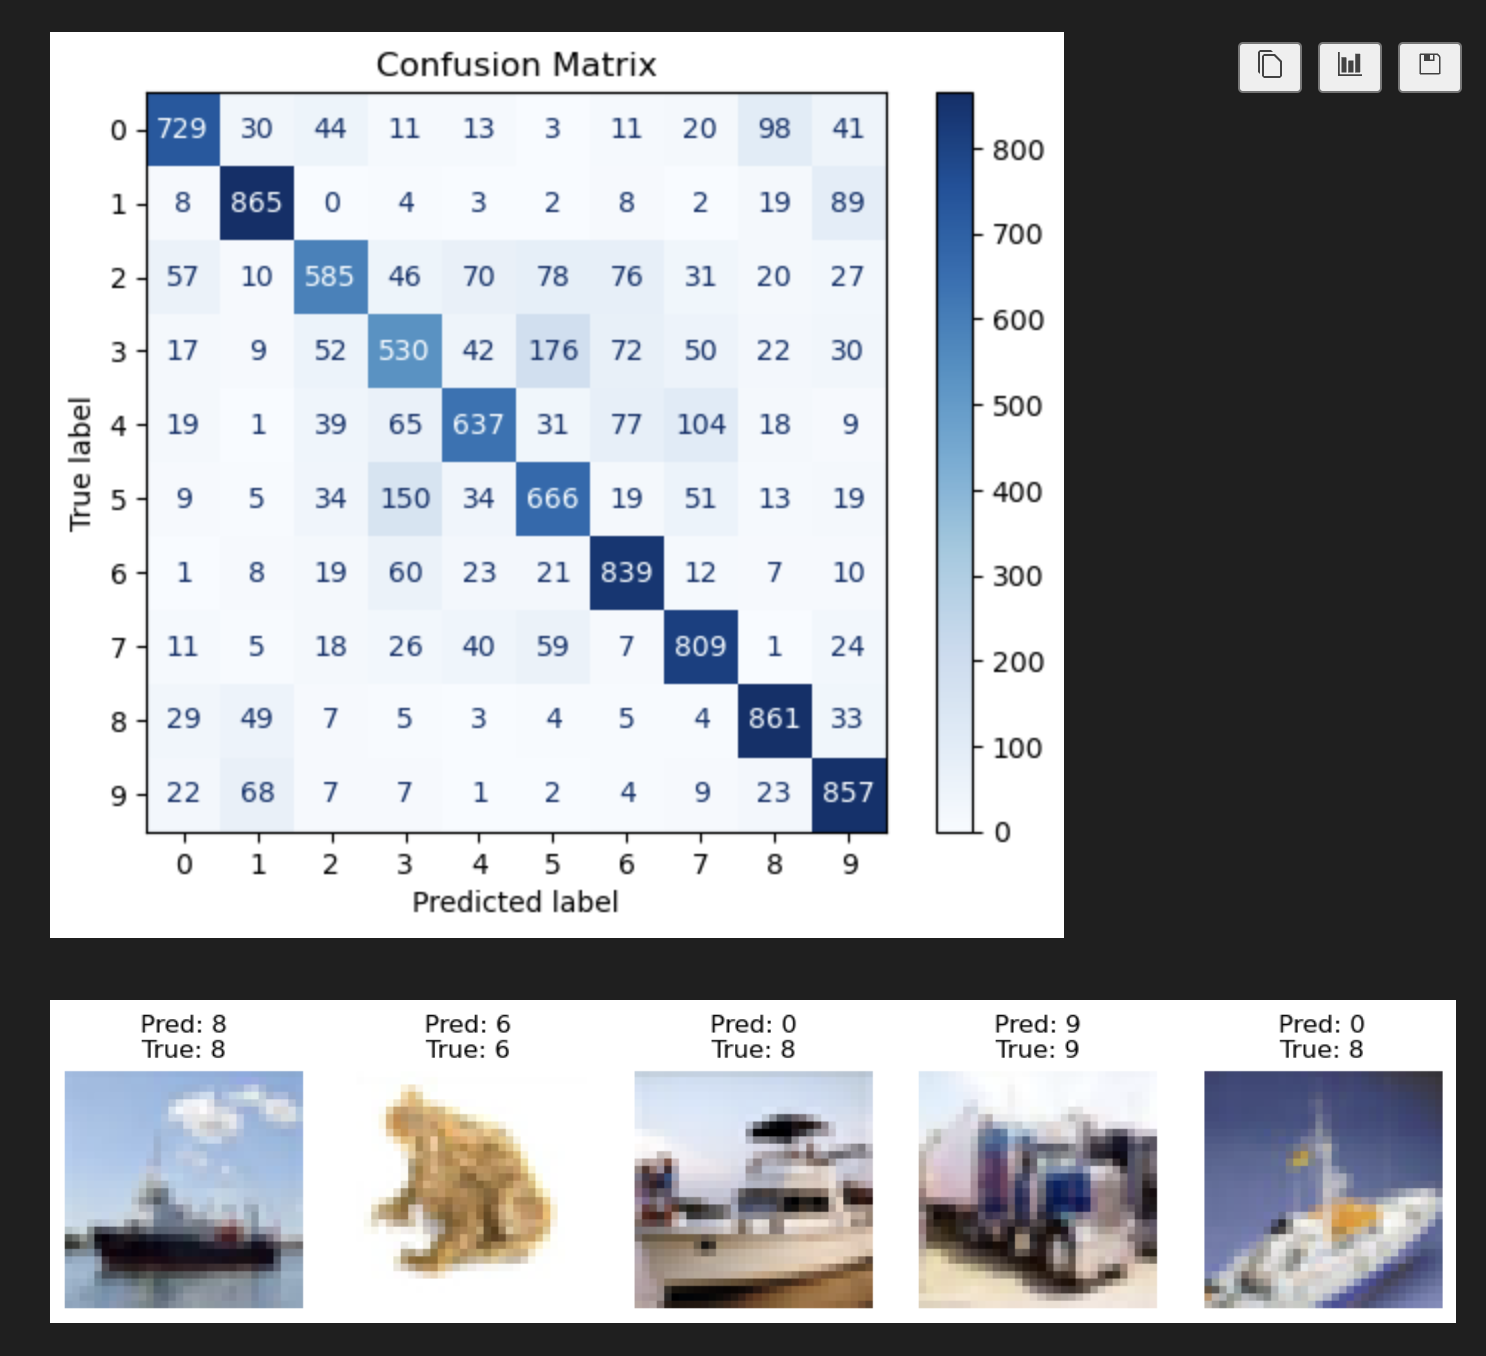 Confusion Matrix
0 729 30 44 11 13 3 11 20 98 41
1 8 865 0 4 3 2 8 2 19 89
2 57 10 585 46 70 78 76 31 20 27
3 17 9 52 530 42 176 72 50 22 30
4 19 1 39 65 637 31 77 104 18 9
5 9 5 34 150 34 666 19 51 13 19
6 1 8 19 60 23 21 839 12 7 10
7 11 5 18 26 40 59 7 809 1 24
8 29 49 7 5 3 4 5 4 861 33
9 22 68 7 7 1 2 4 9 23 857
0 1 2 3 4 5 6 7 8 9
Predicted label
True label
800
700
600
500
400
300
200
100
0
Pred: 8
True: 8
Pred: 6
True: 6
Pred: 0
True: 8
Pred: 9
True: 9
Pred: 0
True: 8